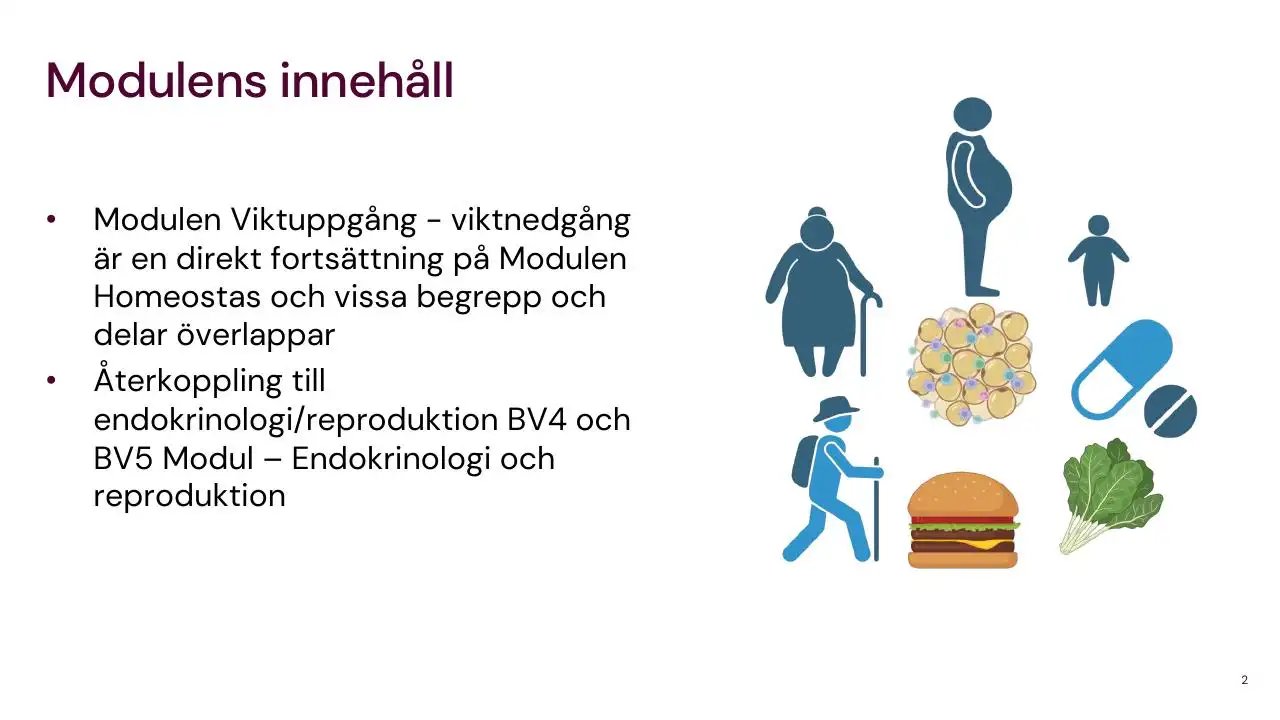 Modulens innehåll
• Modulen Viktuppgång - viktnedgång
är en direkt fortsättning på Modulen
Homeostas och vissa begrepp och
delar överlappar
• Återkoppling till
endokrinologi/reproduktion BV4 och
BV5 Modul – Endokrinologi och
reproduktion
2